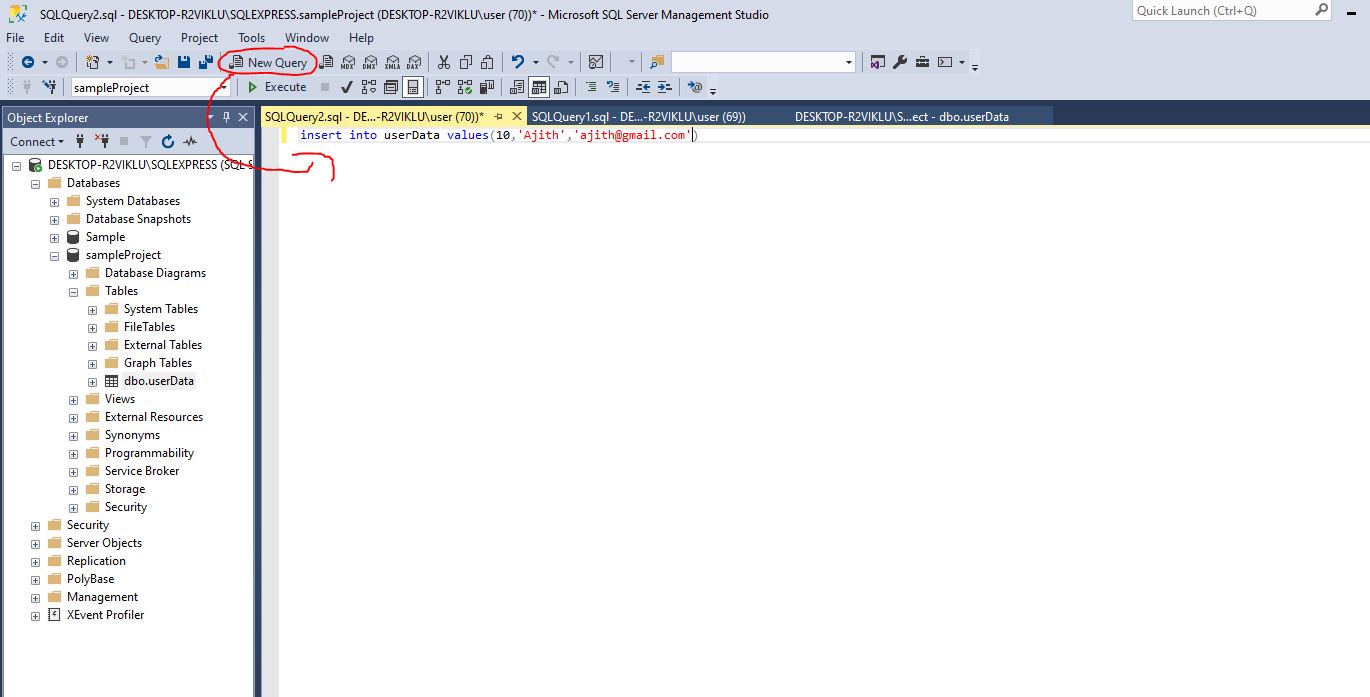 SQLQuery2.sql - DESKTOP-R2VIKLU\SQLEXPRESS.sampleProject (DESKTOP-R2VIKLU\user (70))* - Microsoft SQL Server Management Studio
Quick Launch (Ctrl+Q)
File Edit View Query Project Tools Window Help
New Query MDX DMX XMLA DAX
sampleProject Execute
Object Explorer
SQLQuery2.sql - DE...-R2VIKLU\user (70))* SQLQuery1.sql - DE...-R2VIKLU\user (69)) DESKTOP-R2VIKLU\S...ect - dbo.userData
insert into userData values(10,'Ajith','ajith@gmail.com')
Connect
DESKTOP-R2VIKLU\SQLEXPRESS (SQL S
Databases
System Databases
Database Snapshots
Sample
sampleProject
Database Diagrams
Tables
System Tables
FileTables
External Tables
Graph Tables
dbo.userData
Views
External Resources
Synonyms
Programmability
Service Broker
Storage
Security
Security
Server Objects
Replication
PolyBase
Management
XEvent Profiler